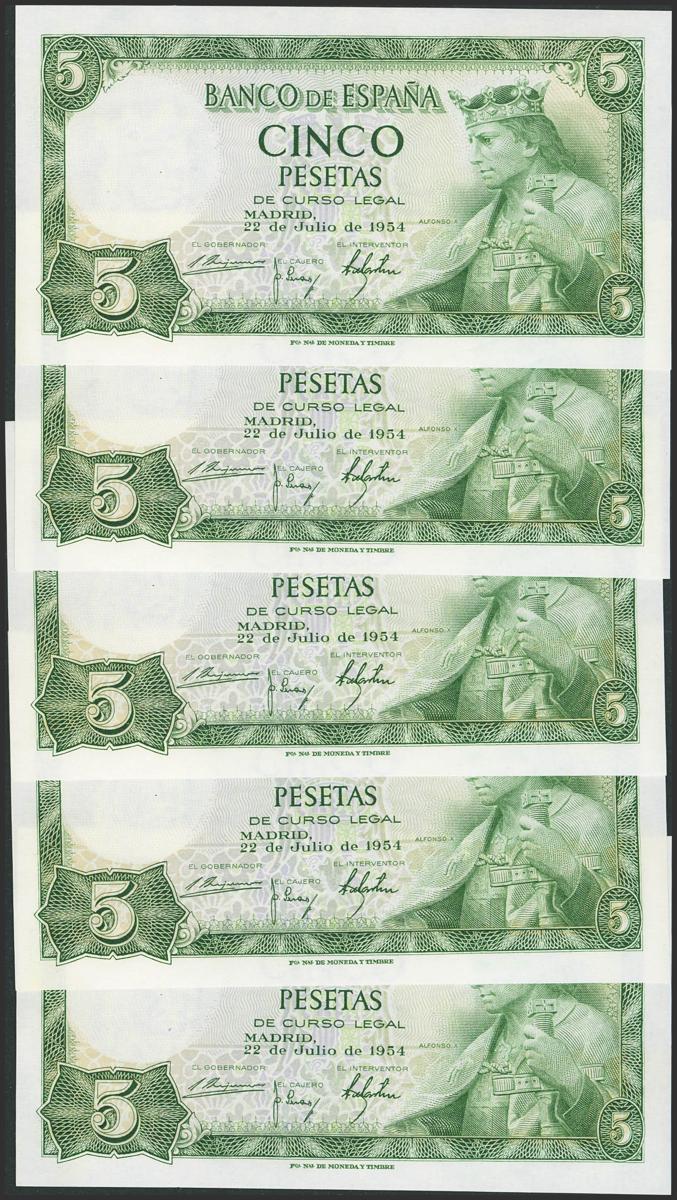 5 5
BANCO DE ESPAÑA
CINCO
PESETAS
DE CURSO LEGAL
MADRID,
22 de Julio de 1954 ALFONSO X
EL GOBERNADOR EL INTERVENTOR
EL CAJERO
5 5
Fca. Nal. DE MONEDA Y TIMBRE
PESETAS
DE CURSO LEGAL
MADRID,
22 de Julio de 1954 ALFONSO X
EL GOBERNADOR EL INTERVENTOR
EL CAJERO
5 5
Fca. Nal. DE MONEDA Y TIMBRE
PESETAS
DE CURSO LEGAL
MADRID,
22 de Julio de 1954 ALFONSO X
EL GOBERNADOR EL INTERVENTOR
EL CAJERO
5 5
Fca. Nal. DE MONEDA Y TIMBRE
PESETAS
DE CURSO LEGAL
MADRID,
22 de Julio de 1954 ALFONSO X
EL GOBERNADOR EL INTERVENTOR
EL CAJERO
5 5
Fca. Nal. DE MONEDA Y TIMBRE
PESETAS
DE CURSO LEGAL
MADRID,
22 de Julio de 1954 ALFONSO X
EL GOBERNADOR EL INTERVENTOR
EL CAJERO
5 5
Fca. Nal. DE MONEDA Y TIMBRE